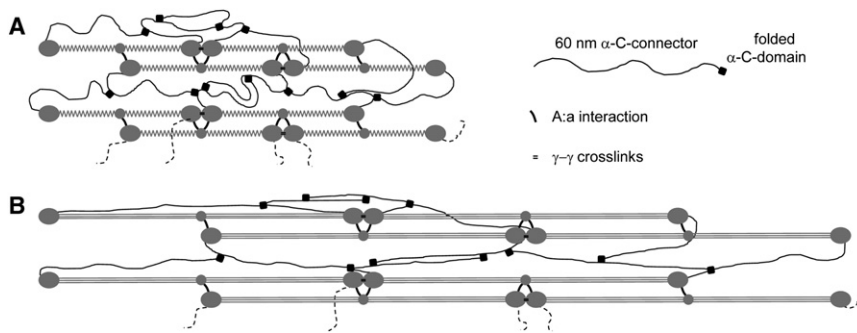 A
60 nm α-C-connector
folded
α-C-domain
A:a interaction
γ–γ crosslinks
B